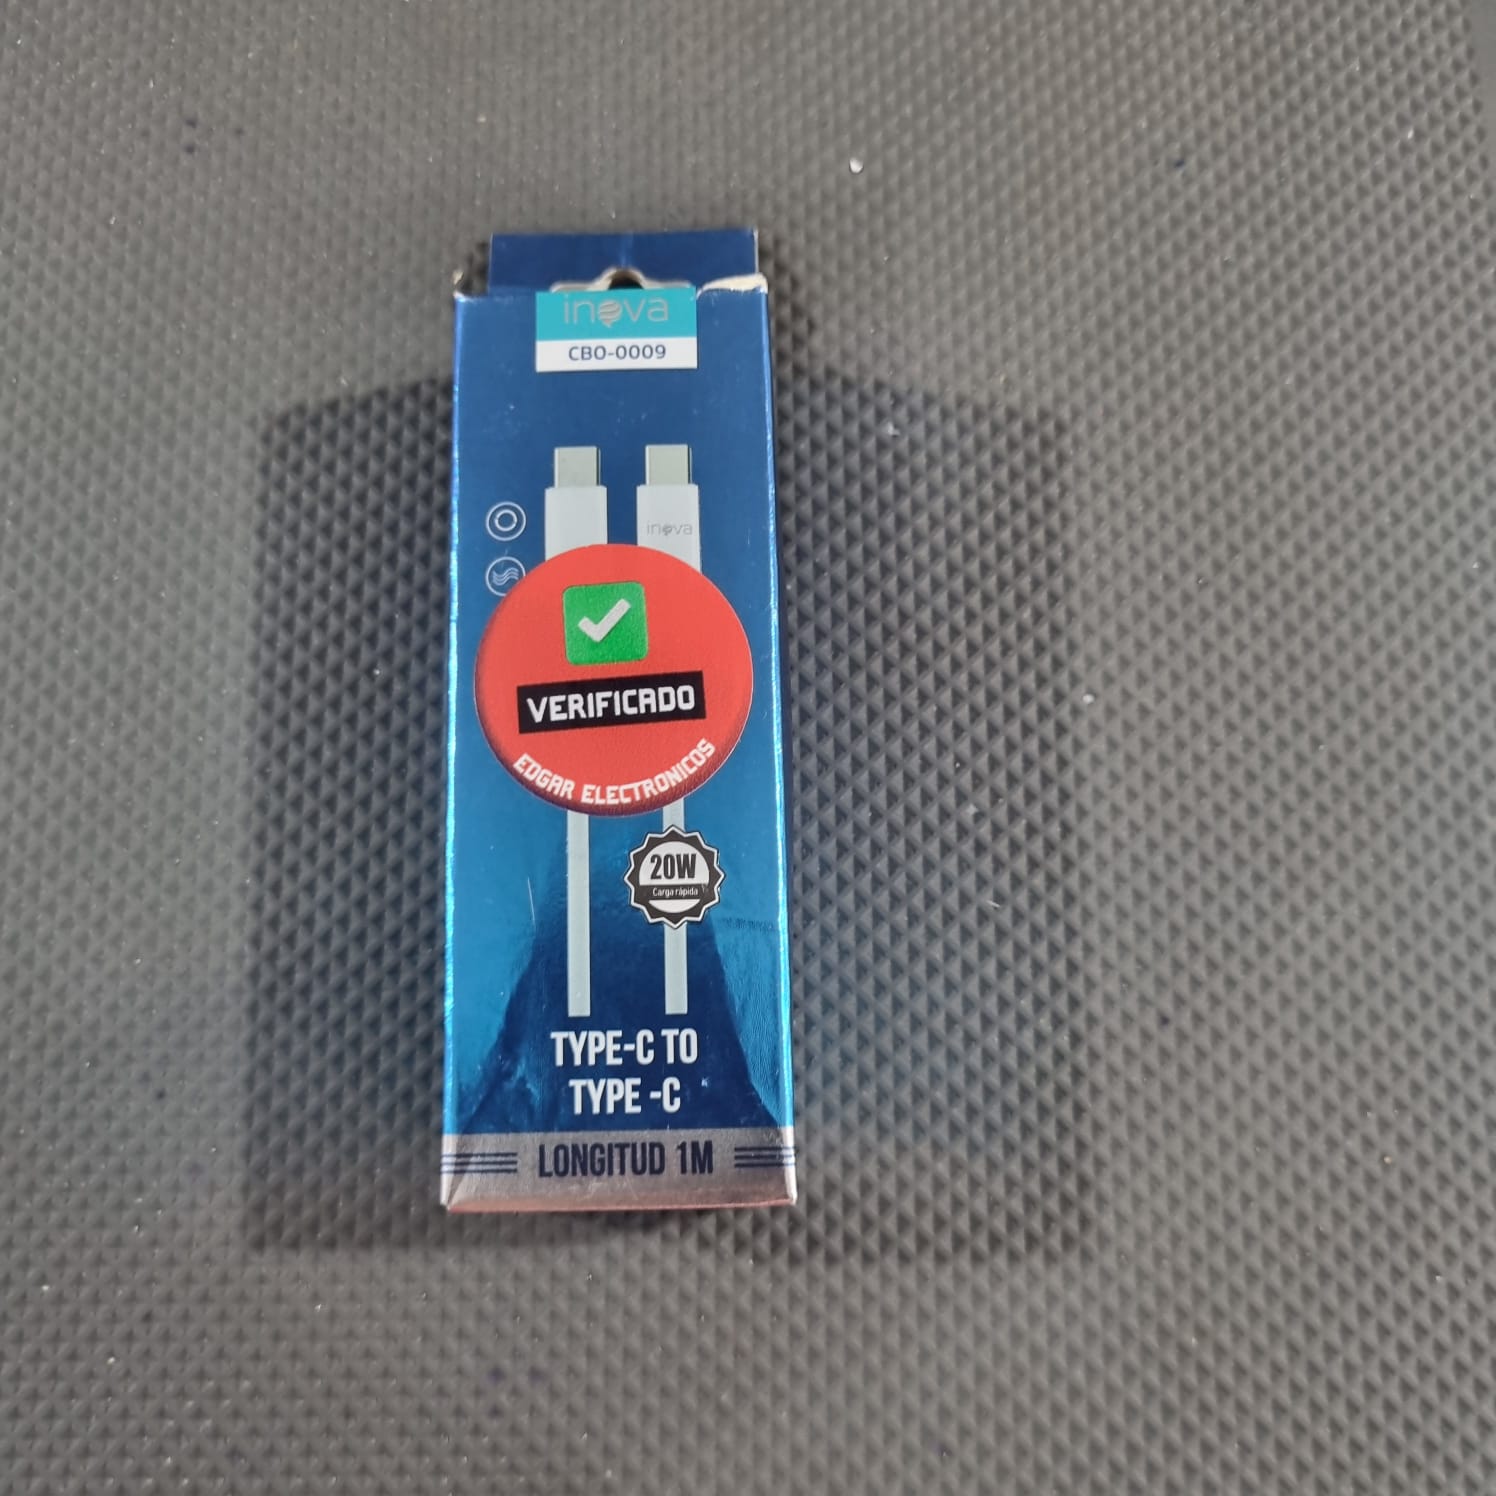 inova
CBO-0009
inova
VERIFICADO
EDGAR ELECTRONICOS
20W
Carga rápida
TYPE-C TO
TYPE -C
LONGITUD 1M